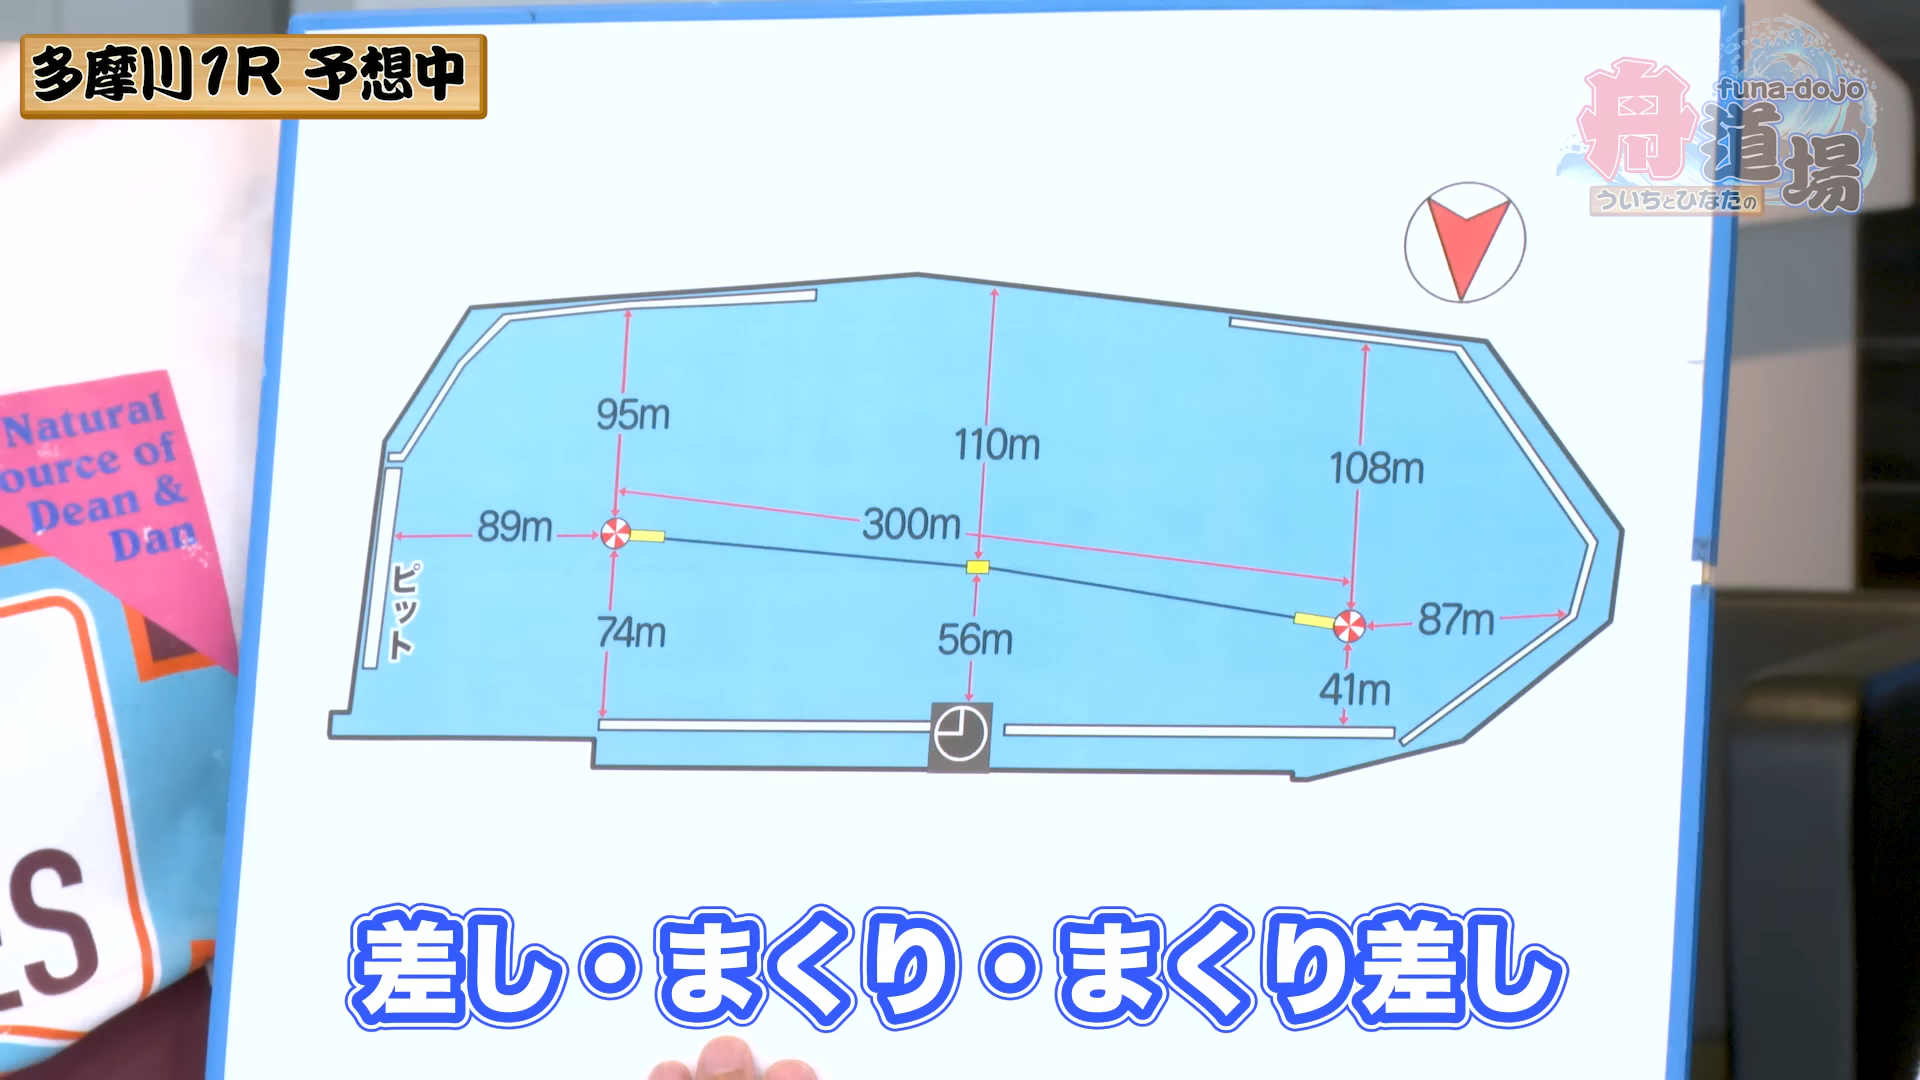 多摩川1R 予想中
funa-dojo
舟道場
ういちとひなたの
Natural
ource of
Dean &
Dan
95m
110m
108m
300m
89m
87m
74m
56m
41m
ピット
差し・まくり・まくり差し